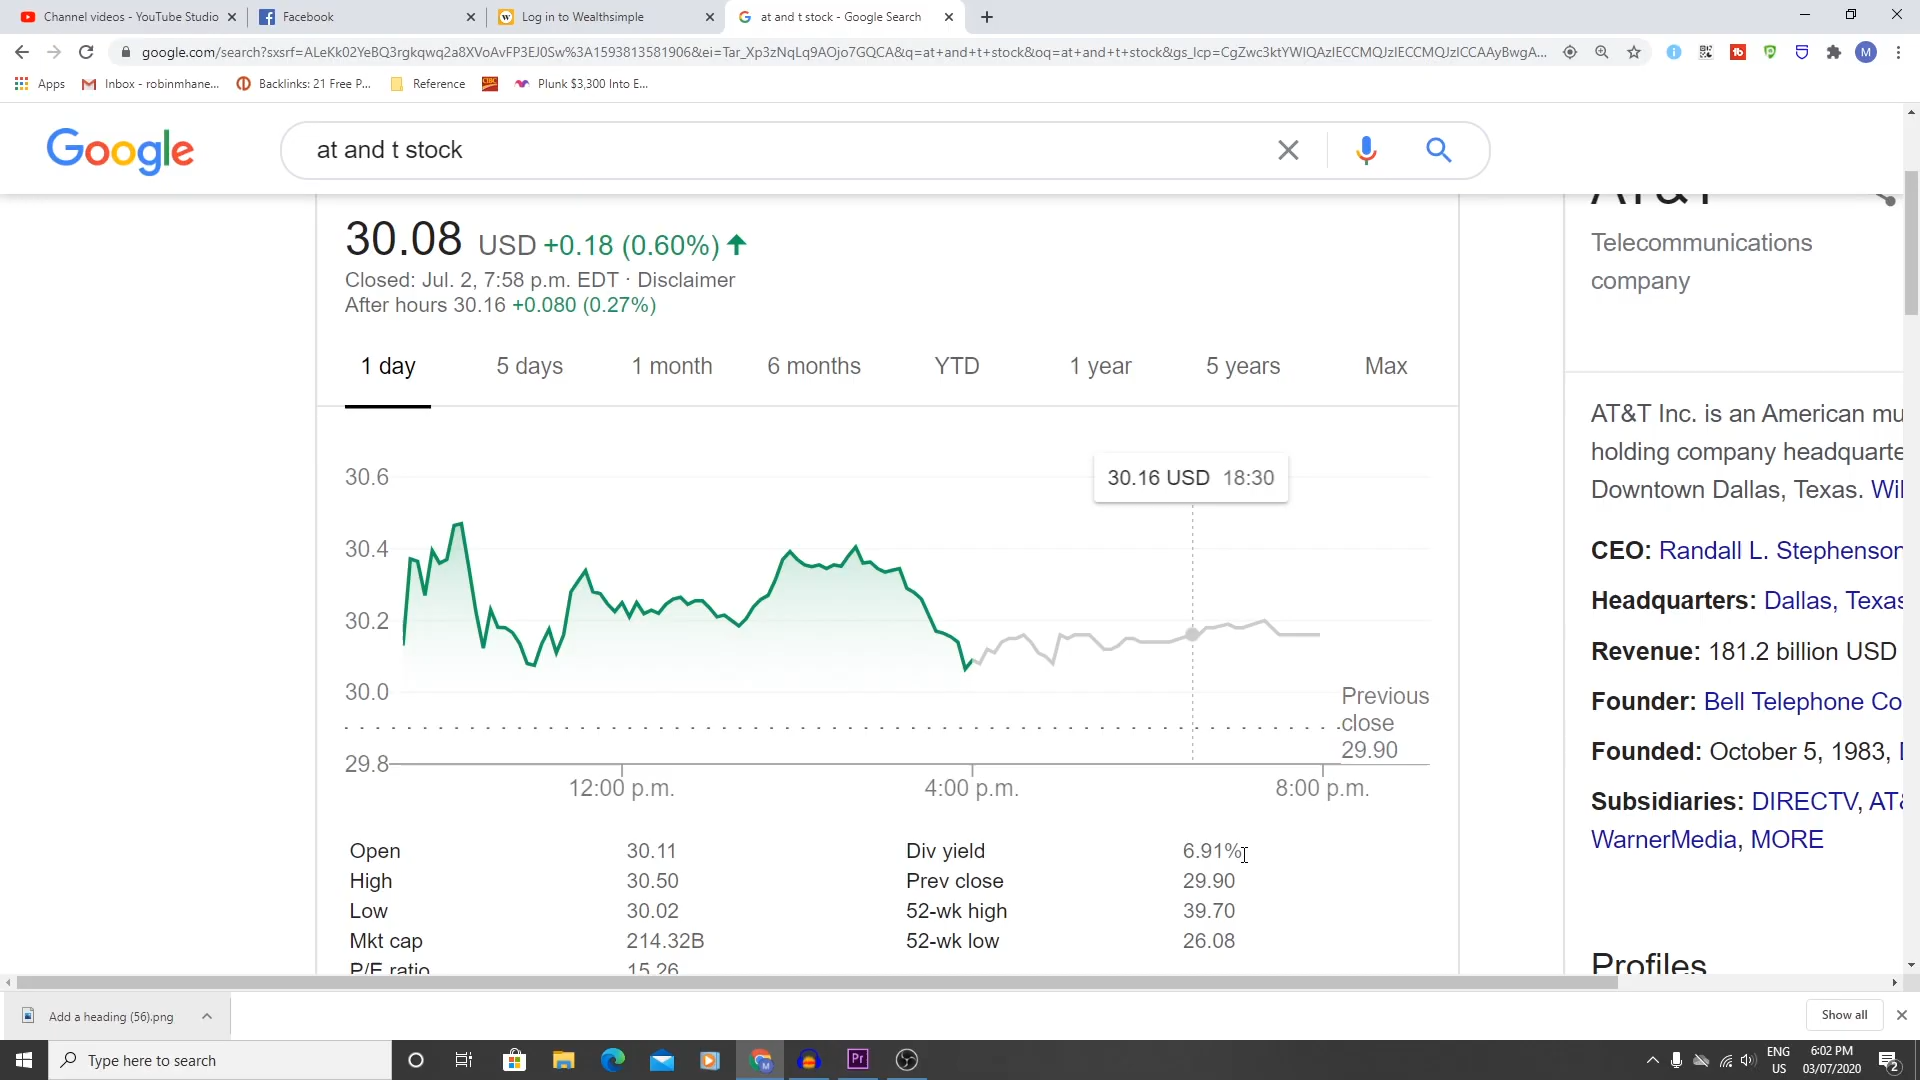 Channel videos - YouTube Studio
Facebook
Log in to Wealthsimple
at and t stock - Google Search
google.com/search?sxsrf=ALeKk02YeBQ3rgkqwq2a8XVoAvFP3EJ0Sw%3A1593813581906&ei=Tar_Xp3zNqLq9AOjo7GQCA&q=at+and+t+stock&oq=at+and+t+stock&gs_lcp=CgZwc3ktYWIQAzIECCMQJzIECCMQJzICCAAyBwgA...
M
Apps
Inbox - robinmhane...
Backlinks: 21 Free P...
Reference
CIBC
Plunk $3,300 Into E...
Google
at and t stock
AT&T
30.08 USD +0.18 (0.60%)
Closed: Jul. 2, 7:58 p.m. EDT · Disclaimer
After hours 30.16 +0.080 (0.27%)
Telecommunications
company
1 day
5 days
1 month
6 months
YTD
1 year
5 years
Max
30.6
30.4
30.2
30.0
29.8
30.16 USD 18:30
Previous
close
29.90
12:00 p.m.
4:00 p.m.
8:00 p.m.
AT&T Inc. is an American mu
holding company headquarte
Downtown Dallas, Texas. Wil
CEO: Randall L. Stephenson
Headquarters: Dallas, Texas
Revenue: 181.2 billion USD
Founder: Bell Telephone Co
Founded: October 5, 1983,
Subsidiaries: DIRECTV, AT&
WarnerMedia, MORE
Open 30.11 Div yield 6.91%
High 30.50 Prev close 29.90
Low 30.02 52-wk high 39.70
Mkt cap 214.32B 52-wk low 26.08
P/E ratio 15.26
Profiles
Add a heading (56).png
Show all
Type here to search
Pr
ENG
US
6:02 PM
03/07/2020
2